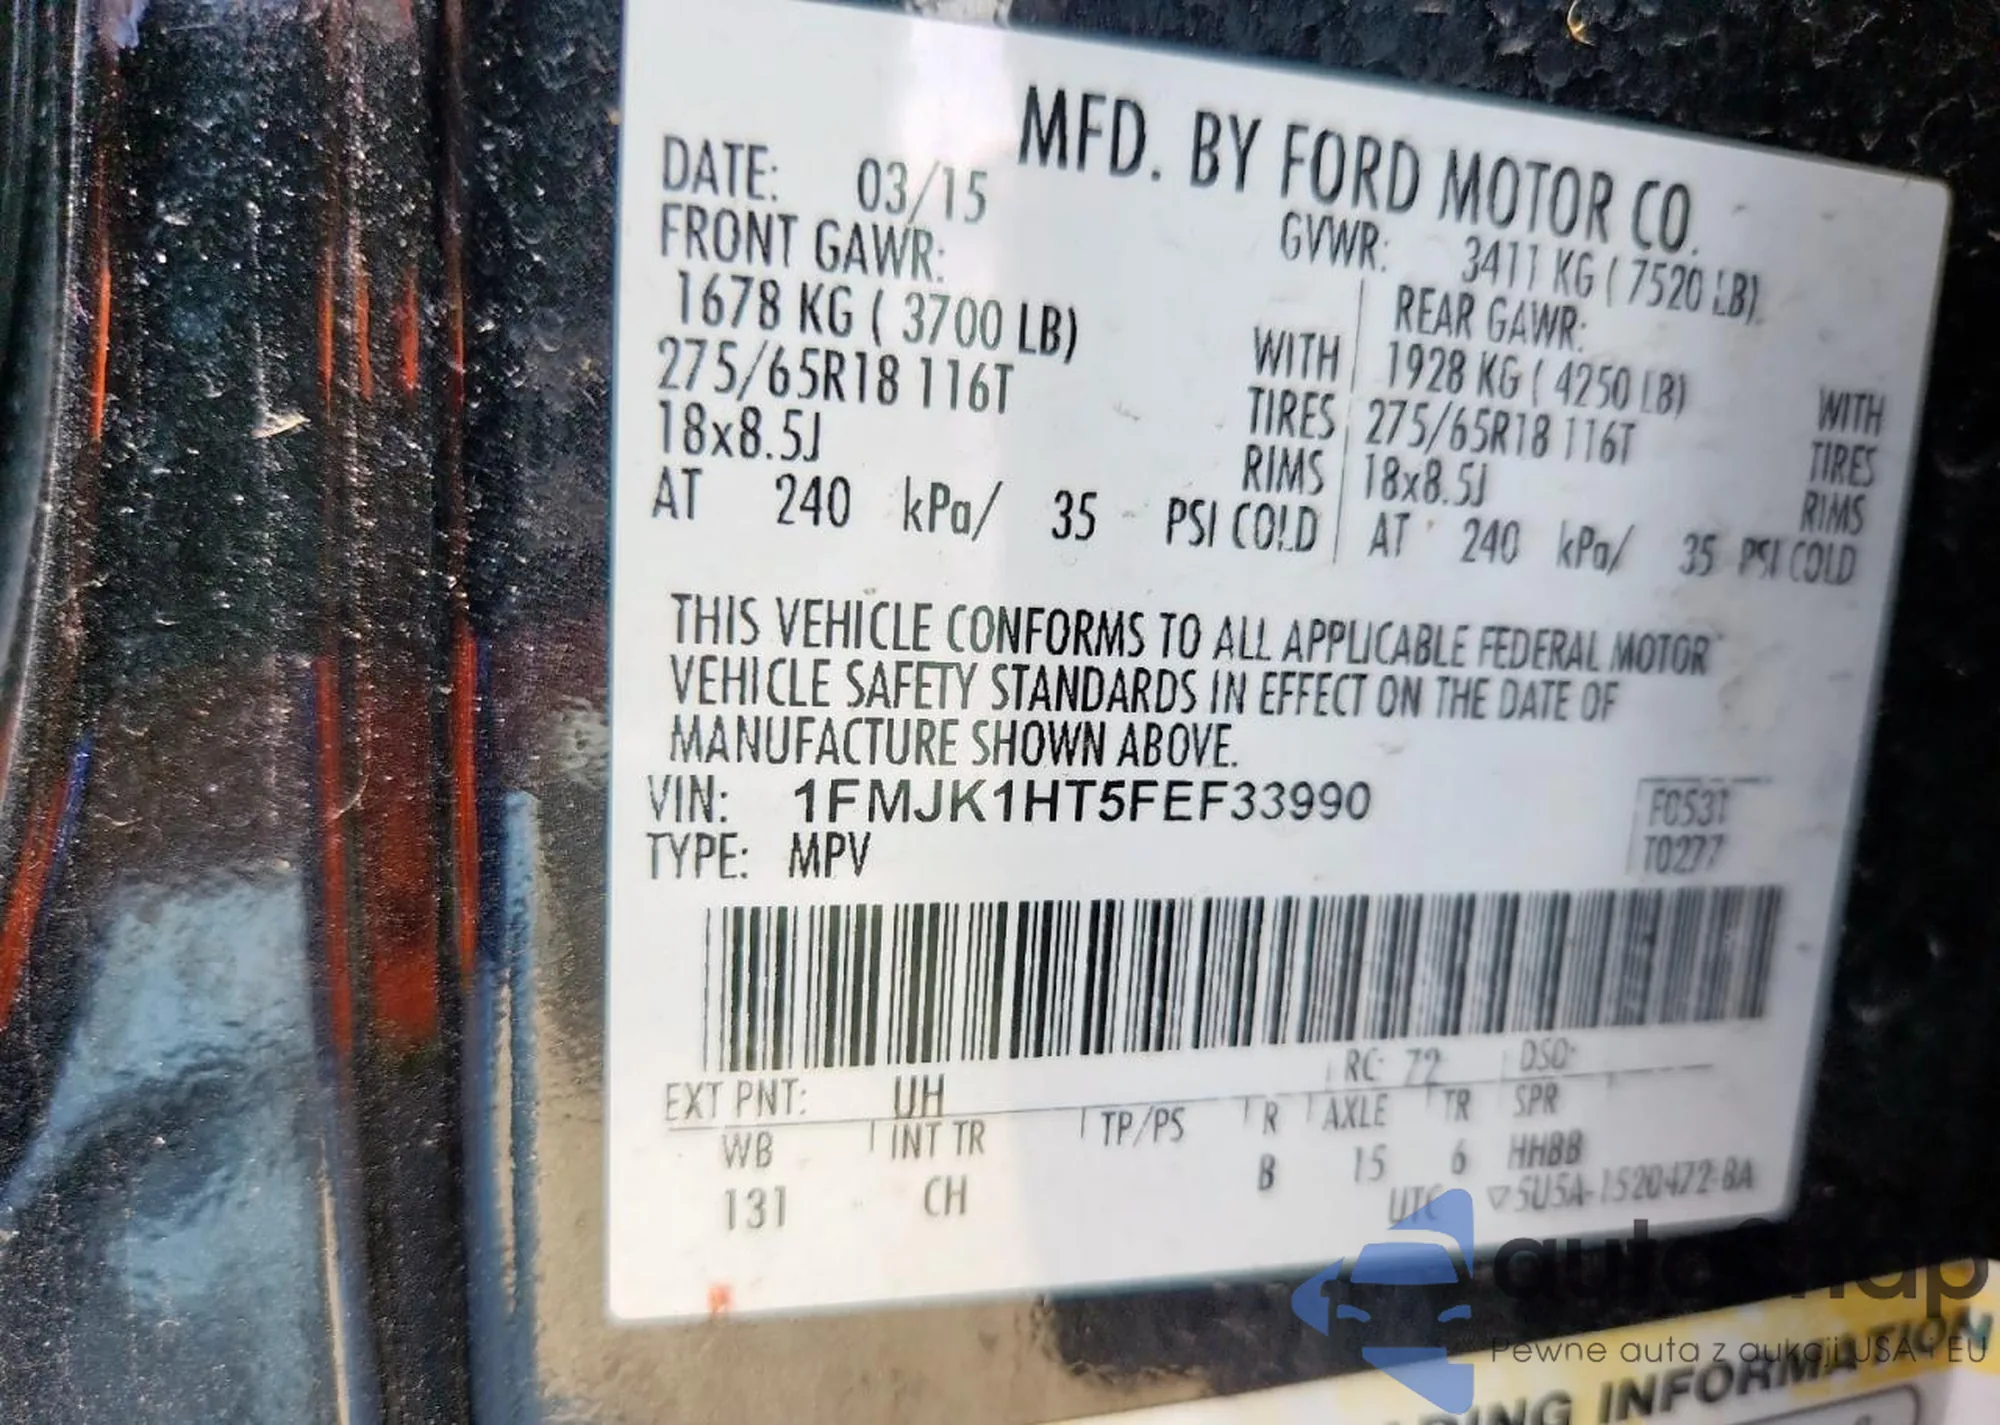 MFD. BY FORD MOTOR CO.
DATE: 03/15
GVWR: 3411 KG ( 7520 LB)
FRONT GAWR:
REAR GAWR:
1678 KG ( 3700 LB) WITH
1928 KG ( 4250 LB) WITH
275/65R18 116T TIRES
275/65R18 116T TIRES
18x8.5J RIMS
18x8.5J RIMS
AT 240 kPa/ 35 PSI COLD
AT 240 kPa/ 35 PSI COLD
THIS VEHICLE CONFORMS TO ALL APPLICABLE FEDERAL MOTOR
VEHICLE SAFETY STANDARDS IN EFFECT ON THE DATE OF
MANUFACTURE SHOWN ABOVE.
VIN: 1FMJK1HT5FEF33990
F0531
TYPE: MPV
T0277
EXT PNT: UH RC: 72 DSO:
WB INT TR TP/PS R AXLE TR SPR
131 CH B 15 6 HHBB
UTC ▽5U5A-1520472-BA
autoSnap
Pewne auta z aukcji USA i EU
INFORMATION